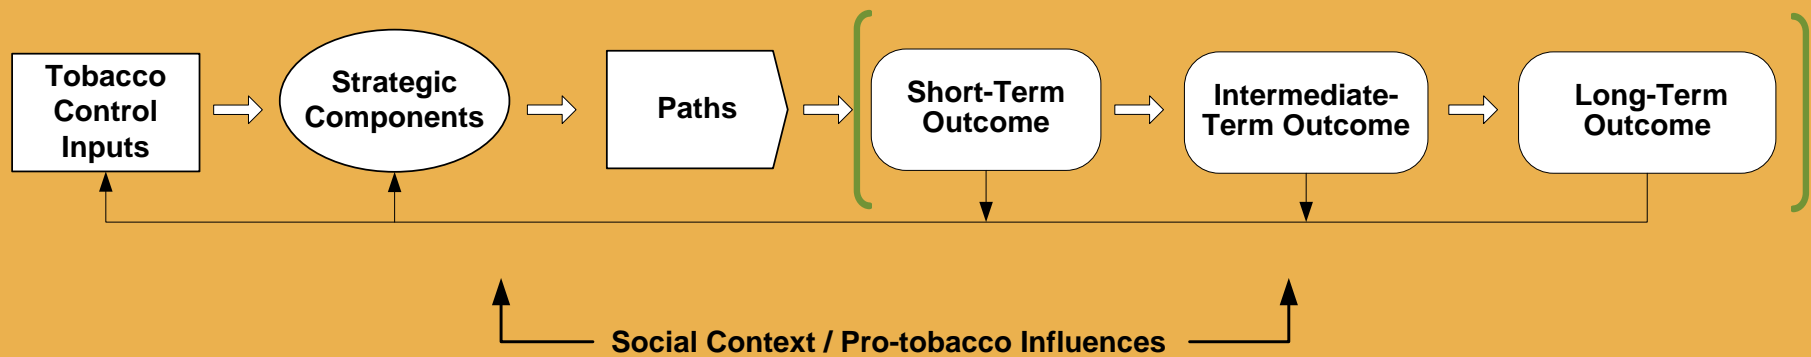 Tobacco
Control
Inputs
Strategic
Components
Paths
Short-Term
Outcome
Intermediate-
Term Outcome
Long-Term
Outcome
Social Context / Pro-tobacco Influences